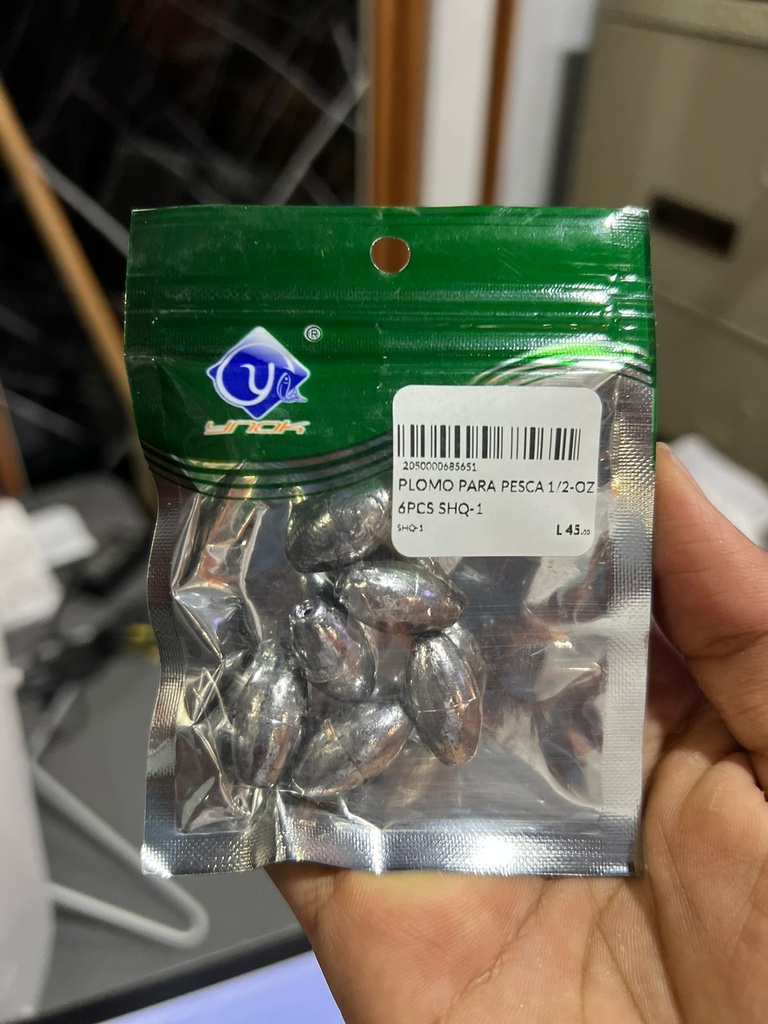 ®
Y
YNOK
2050000685651
PLOMO PARA PESCA 1/2-OZ
6PCS SHQ-1
SHQ-1 L 45.00